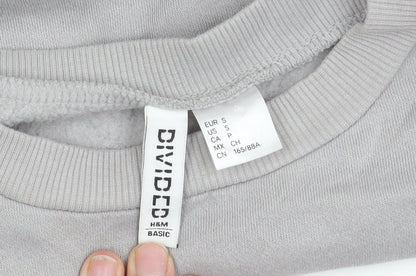 DIVIDED
H&M
BASIC
EUR S
US S
CA P
MX CH
CN 165/88A